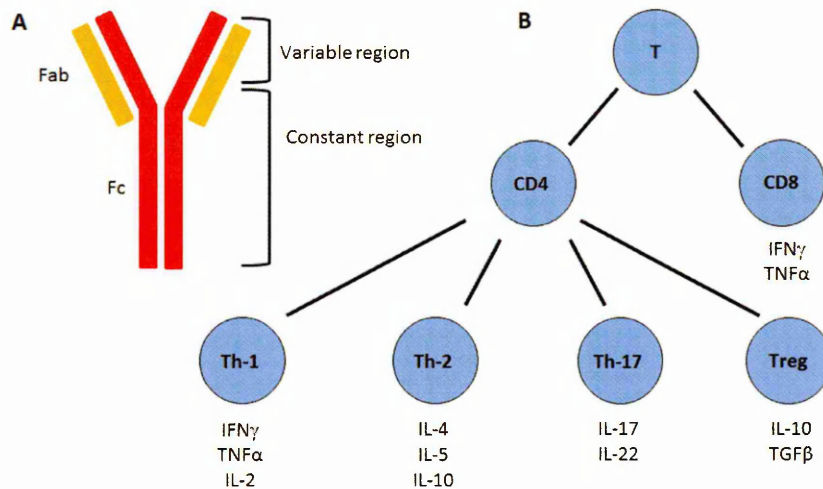 A
Fab
Variable region
Constant region
Fc
B
T
CD4
CD8
IFNγ
TNFα
Th-1
Th-2
Th-17
Treg
IFNγ
TNFα
IL-2
IL-4
IL-5
IL-10
IL-17
IL-22
IL-10
TGFβ